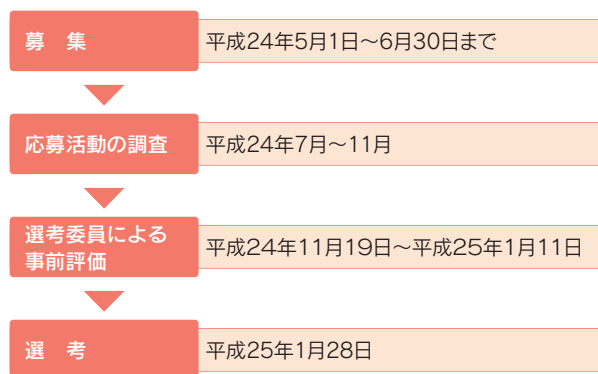 募　集
平成24年5月1日～6月30日まで
応募活動の調査
平成24年7月～11月
選考委員による
事前評価
平成24年11月19日～平成25年1月11日
選　考
平成25年1月28日